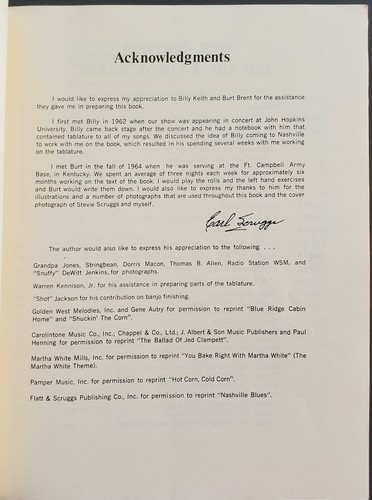 Acknowledgments
I would like to express my appreciation to Billy Keith and Burt Brent for the assistance
they gave me in preparing this book.
I first met Billy in 1962 when our show was appearing in concert at John Hopkins
University. Billy came back stage after the concert and he had a notebook with him that
contained tablature to all of my songs. We discussed the idea of Billy coming to Nashville
to work with me on the book, which resulted in his spending several weeks with me working
on the tablature.
I met Burt in the fall of 1964 when he was serving at the Ft. Campbell Army
Base, in Kentucky. We spent an average of three nights each week for approximately six
months working on the text of the book. I would play the rolls and the left hand exercises
and Burt would write them down. I would also like to express my thanks to him for the
illustrations and a number of photographs that are used throughout this book and the cover
photograph of Stevie Scruggs and myself.
Earl Scruggs
The author would also like to express his appreciation to the following. . . .
Grandpa Jones, Stringbean, Dorris Macon, Thomas B. Allen, Radio Station WSM, and
"Snuffy" DeWitt Jenkins, for photographs.
Warren Kennison, Jr. for his assistance in preparing parts of the tablature.
"Shot" Jackson for his contribution on banjo finishing.
Golden West Melodies, Inc. and Gene Autry for permission to reprint "Blue Ridge Cabin
Home" and "Shuckin' The Corn".
Carolintone Music Co., Inc.; Chappel & Co., Ltd.; J. Albert & Son Music Publishers and Paul
Henning for permission to reprint "The Ballad Of Jed Clampett".
Martha White Mills, Inc. for permission to reprint "You Bake Right With Martha White" (The
Martha White Theme).
Pamper Music, Inc. for permission to reprint "Hot Corn, Cold Corn".
Flatt & Scruggs Publishing Co., Inc. for permission to reprint "Nashville Blues".